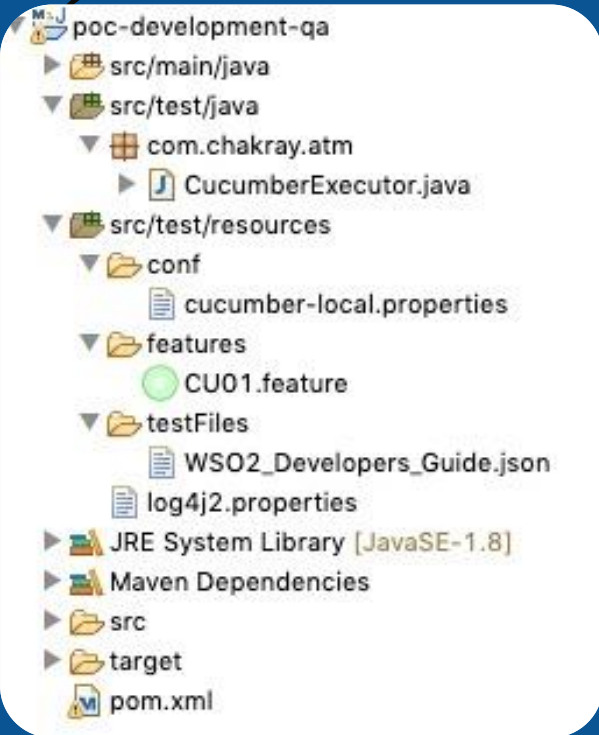 poc-development-qa
src/main/java
src/test/java
com.chakray.atm
CucumberExecutor.java
src/test/resources
conf
cucumber-local.properties
features
CU01.feature
testFiles
WSO2_Developers_Guide.json
log4j2.properties
JRE System Library [JavaSE-1.8]
Maven Dependencies
src
target
pom.xml